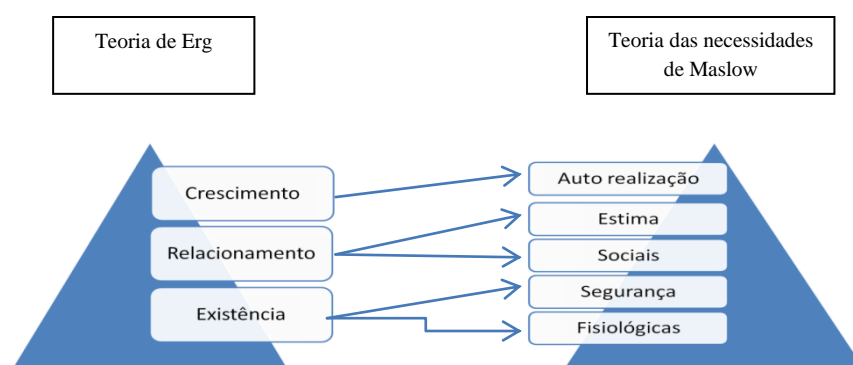 Teoria de Erg
Teoria das necessidades
de Maslow
Crescimento
Relacionamento
Existência
Auto realização
Estima
Sociais
Segurança
Fisiológicas